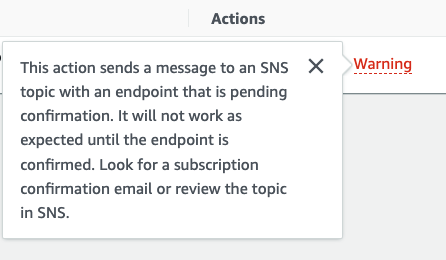 Actions
This action sends a message to an SNS
topic with an endpoint that is pending
confirmation. It will not work as
expected until the endpoint is
confirmed. Look for a subscription
confirmation email or review the topic
in SNS.
Warning